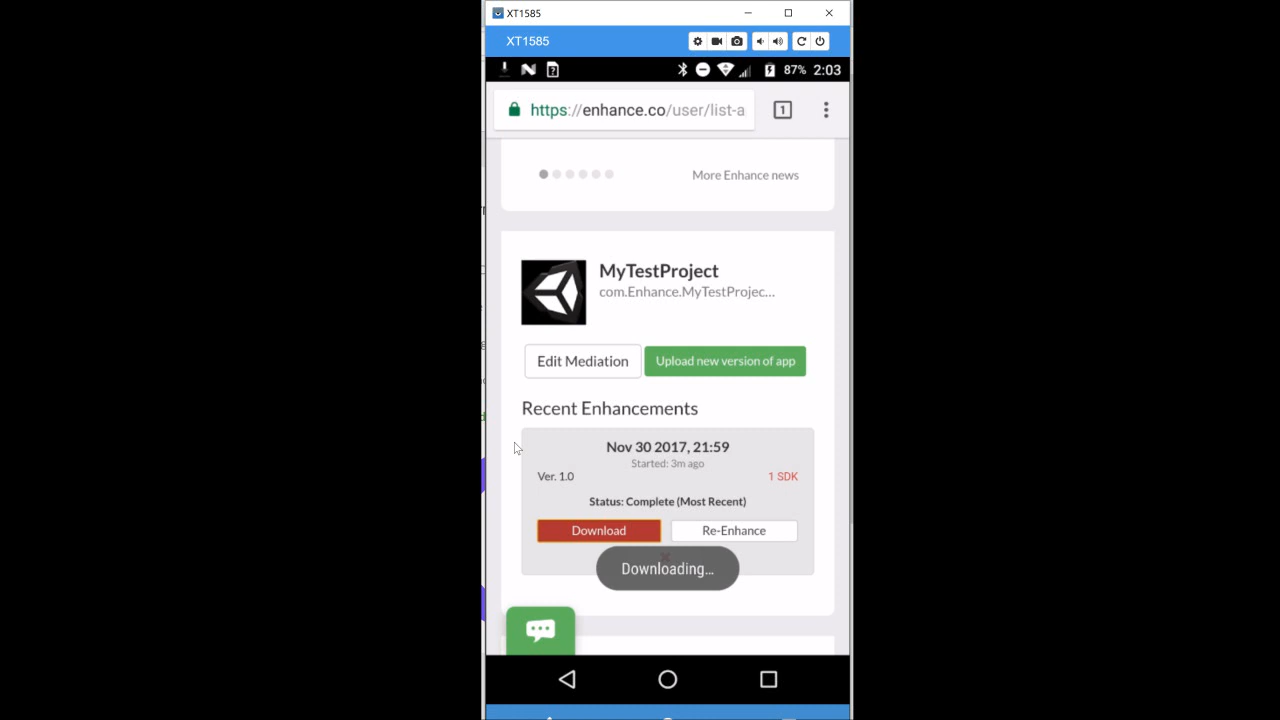 XT1585
XT1585
87% 2:03
https://enhance.co/user/list-a
1
More Enhance news
MyTestProject
com.Enhance.MyTestProjec...
Edit Mediation
Upload new version of app
Recent Enhancements
Nov 30 2017, 21:59
Started: 3m ago
Ver. 1.0
1 SDK
Status: Complete (Most Recent)
Download
Re-Enhance
Downloading...